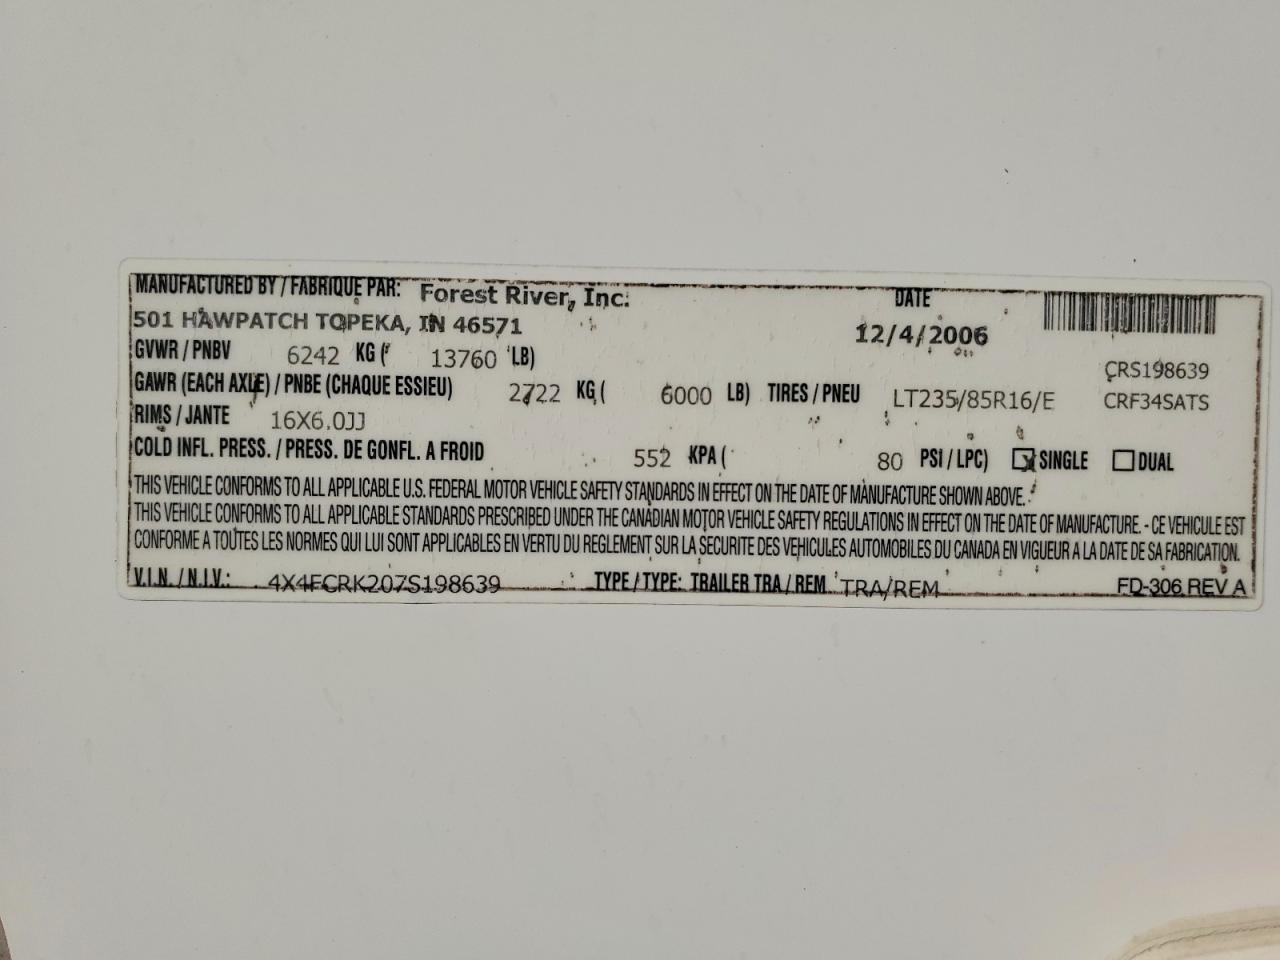 MANUFACTURED BY / FABRIQUE PAR: Forest River, Inc. DATE
501 HAWPATCH TOPEKA, IN 46571 12/4/2006
GVWR / PNBV 6242 KG ( 13760 LB) CRS198639
GAWR (EACH AXLE) / PNBE (CHAQUE ESSIEU) 2722 KG ( 6000 LB) TIRES / PNEU LT235/85R16/E CRF34SATS
RIMS / JANTE 16X6.0JJ
COLD INFL. PRESS. / PRESS. DE GONFL. A FROID 552 KPA ( 80 PSI / LPC) SINGLE DUAL
THIS VEHICLE CONFORMS TO ALL APPLICABLE U.S. FEDERAL MOTOR VEHICLE SAFETY STANDARDS IN EFFECT ON THE DATE OF MANUFACTURE SHOWN ABOVE.
THIS VEHICLE CONFORMS TO ALL APPLICABLE STANDARDS PRESCRIBED UNDER THE CANADIAN MOTOR VEHICLE SAFETY REGULATIONS IN EFFECT ON THE DATE OF MANUFACTURE. - CE VEHICULE EST
CONFORME A TOUTES LES NORMES QUI LUI SONT APPLICABLES EN VERTU DU REGLEMENT SUR LA SECURITE DES VEHICULES AUTOMOBILES DU CANADA EN VIGUEUR A LA DATE DE SA FABRICATION.
V.I.N. / N.I.V.: 4X4FCRK207S198639 TYPE / TYPE: TRAILER TRA / REM TRA/REM FD-306 REV A